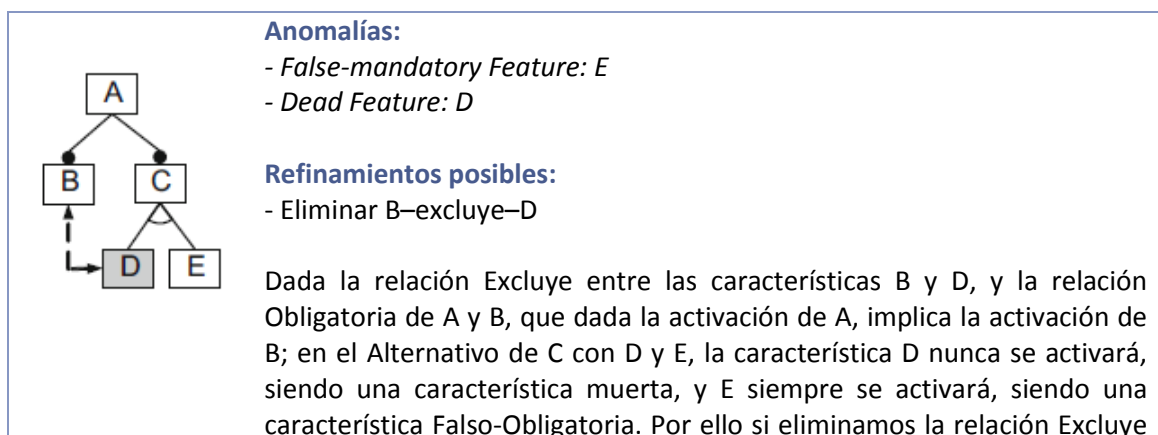 Anomalías:
- False-mandatory Feature: E
- Dead Feature: D
A
B
C
D
E
Refinamientos posibles:
- Eliminar B–excluye–D
Dada la relación Excluye entre las características B y D, y la relación
Obligatoria de A y B, que dada la activación de A, implica la activación de
B; en el Alternativo de C con D y E, la característica D nunca se activará,
siendo una característica muerta, y E siempre se activará, siendo una
característica Falso-Obligatoria. Por ello si eliminamos la relación Excluye